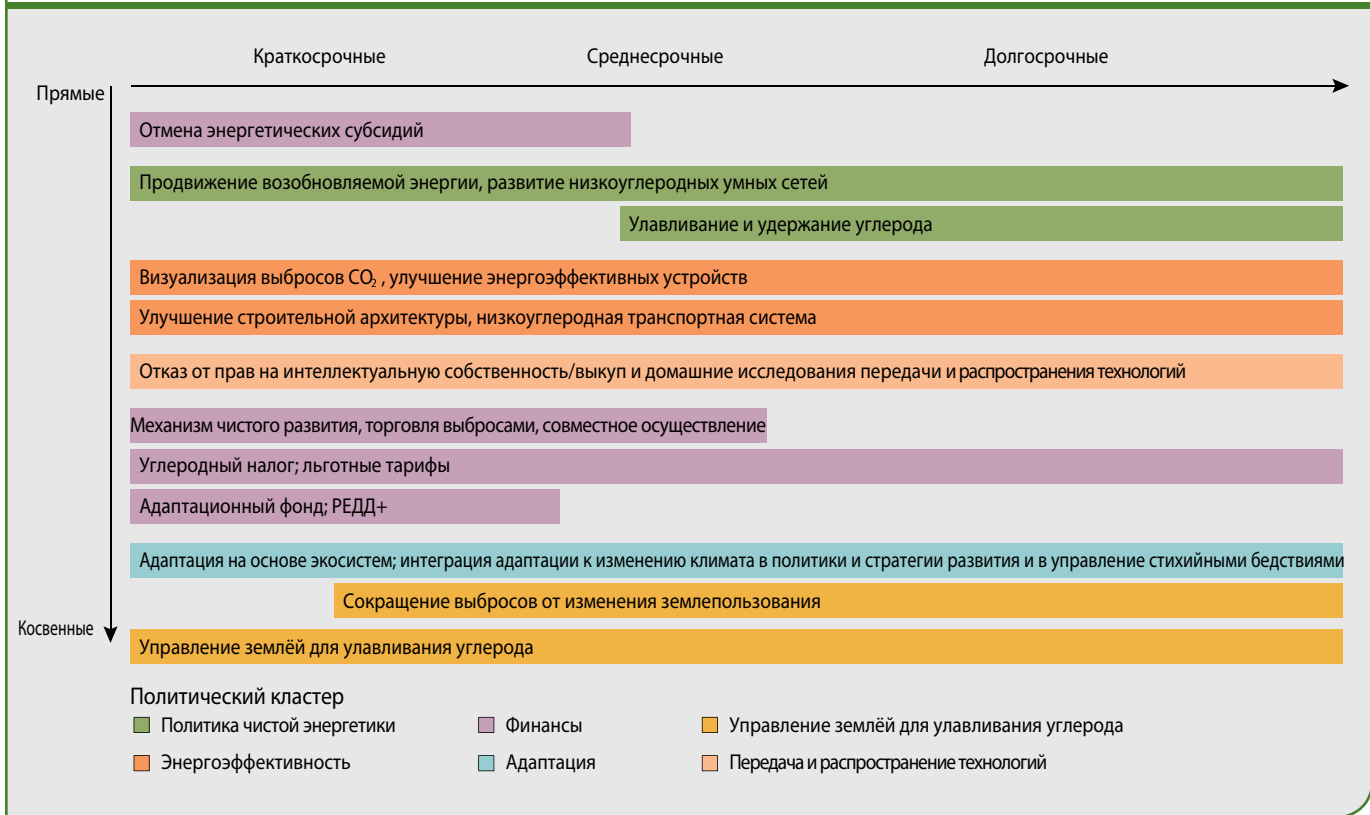 Краткосрочные Среднесрочные Долгосрочные
Прямые
Отмена энергетических субсидий
Продвижение возобновляемой энергии, развитие низкоуглеродных умных сетей
Улавливание и удержание углерода
Визуализация выбросов CO₂ , улучшение энергоэффективных устройств
Улучшение строительной архитектуры, низкоуглеродная транспортная система
Отказ от прав на интеллектуальную собственность/выкуп и домашние исследования передачи и распространения технологий
Механизм чистого развития, торговля выбросами, совместное осуществление
Углеродный налог; льготные тарифы
Адаптационный фонд; РЕДД+
Адаптация на основе экосистем; интеграция адаптации к изменению климата в политики и стратегии развития и в управление стихийными бедствиями
Сокращение выбросов от изменения землепользования
Косвенные
Управление землёй для улавливания углерода
Политический кластер
Политика чистой энергетики Финансы Управление землёй для улавливания углерода
Энергоэффективность Адаптация Передача и распространение технологий